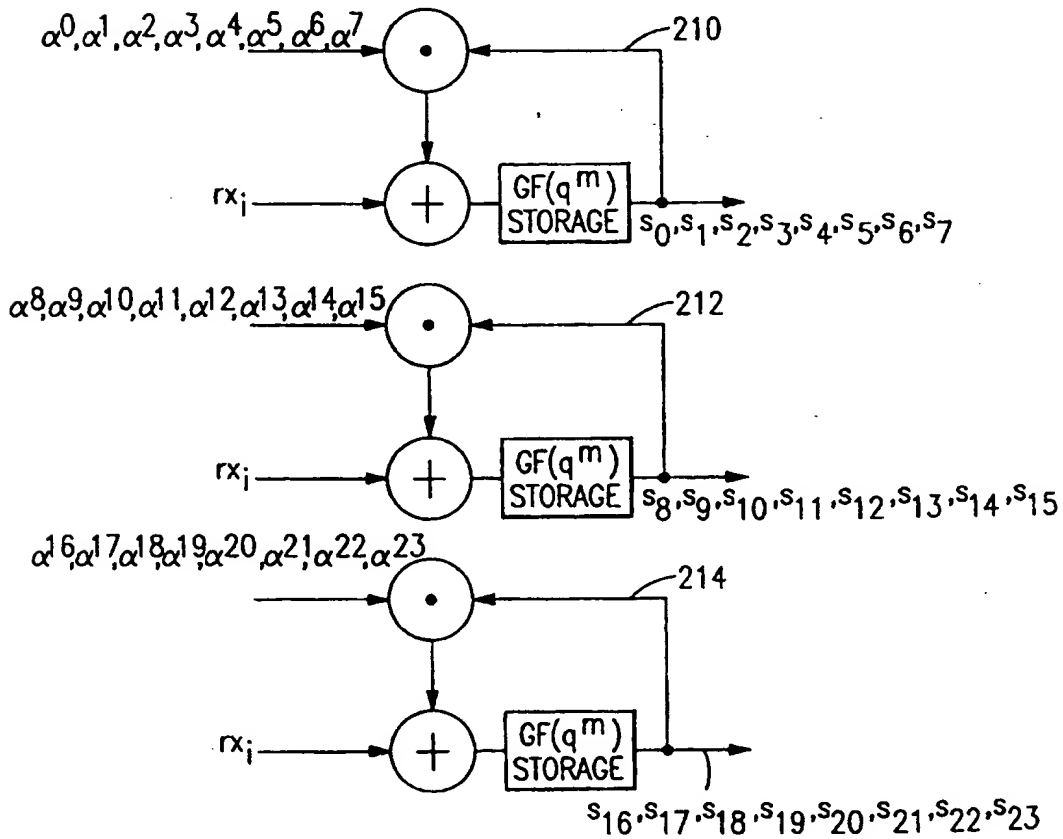 α⁰,α¹,α²,α³,α⁴,α⁵,α⁶,α⁷
210
•
rxᵢ
+
GF(qᵐ)
STORAGE
s₀,s₁,s₂,s₃,s₄,s₅,s₆,s₇
α⁸,α⁹,α¹⁰,α¹¹,α¹²,α¹³,α¹⁴,α¹⁵
212
•
rxᵢ
+
GF(qᵐ)
STORAGE
s₈,s₉,s₁₀,s₁₁,s₁₂,s₁₃,s₁₄,s₁₅
α¹⁶,α¹⁷,α¹⁸,α¹⁹,α²⁰,α²¹,α²²,α²³
214
•
rxᵢ
+
GF(qᵐ)
STORAGE
s₁₆,s₁₇,s₁₈,s₁₉,s₂₀,s₂₁,s₂₂,s₂₃